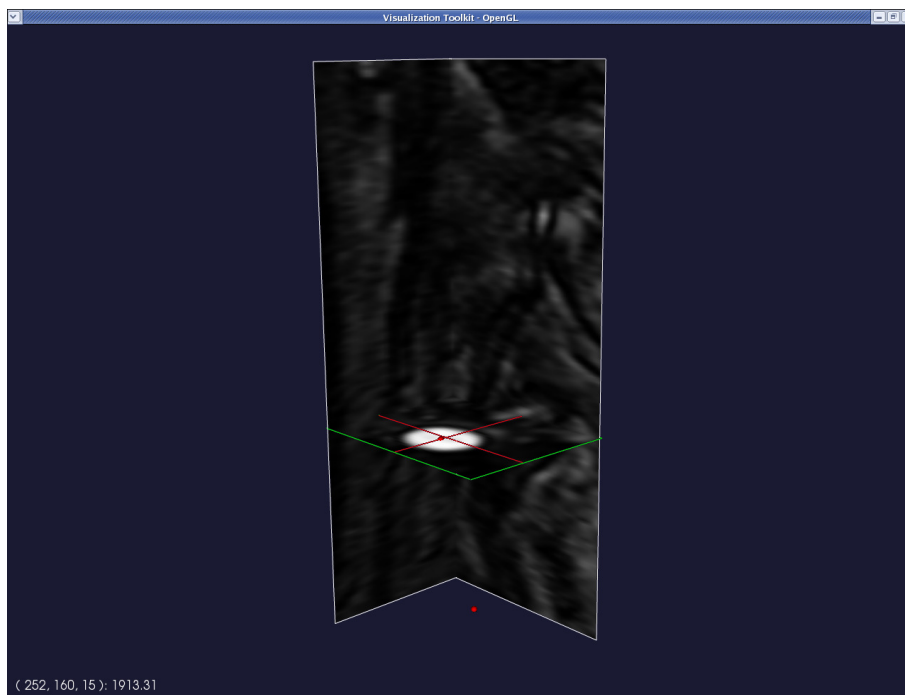 Visualization Toolkit - OpenGL
( 252, 160, 15 ): 1913.31